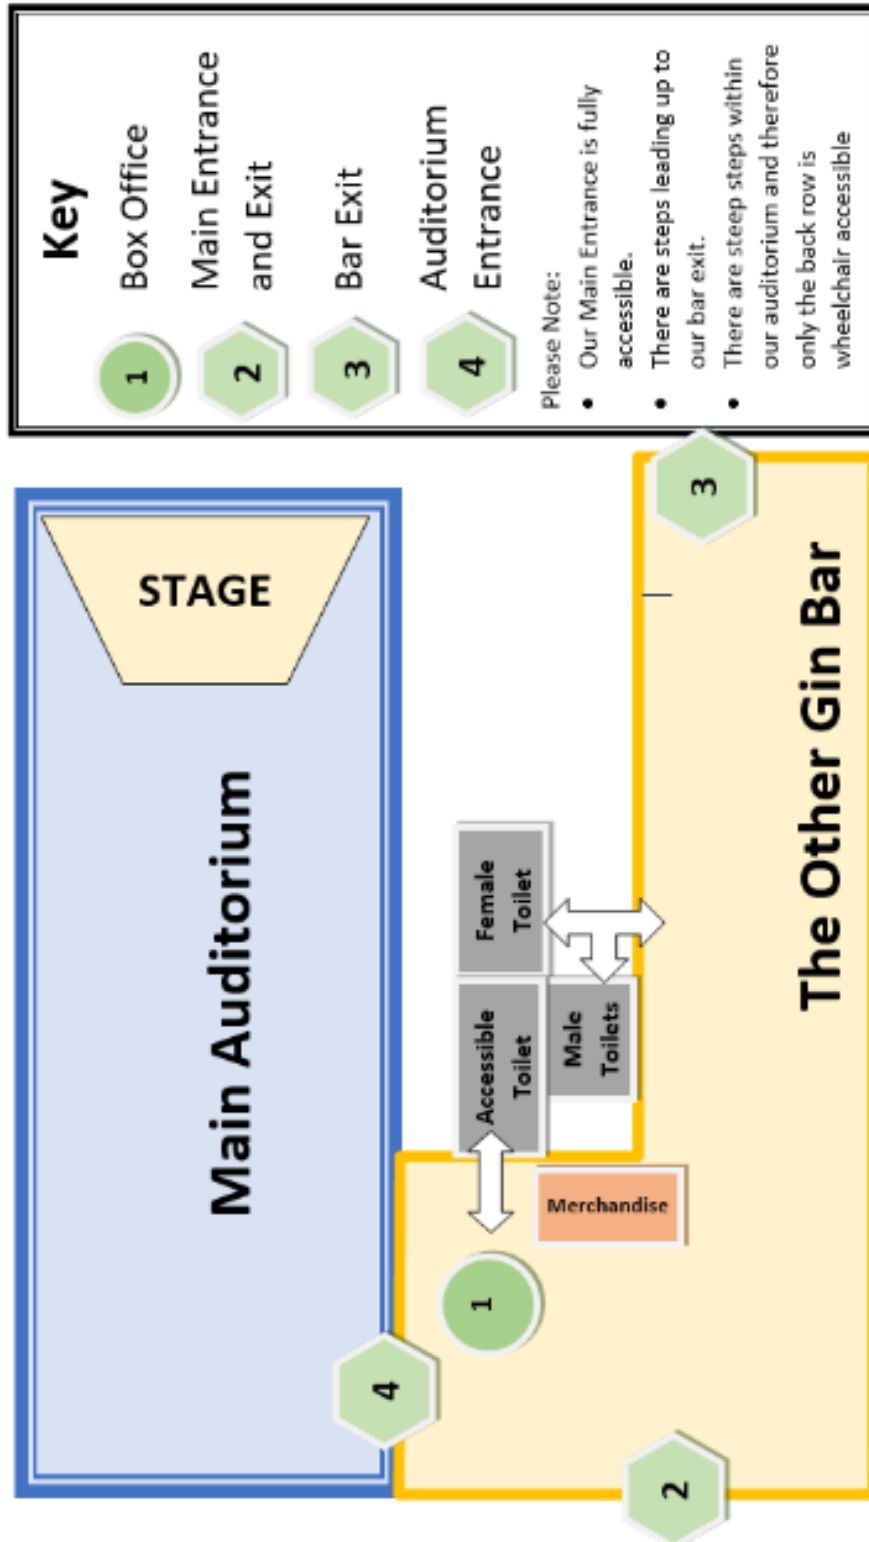 Key
1
Box Office
2
Main Entrance
and Exit
3
Bar Exit
4
Auditorium
Entrance
Please Note:
• Our Main Entrance is fully
accessible.
• There are steps leading up to
our bar exit.
• There are steep steps within
our auditorium and therefore
only the back row is
wheelchair accessible
STAGE
Main Auditorium
4
1
Accessible
Toilet
Female
Toilet
Male
Toilets
Merchandise
2
3
The Other Gin Bar